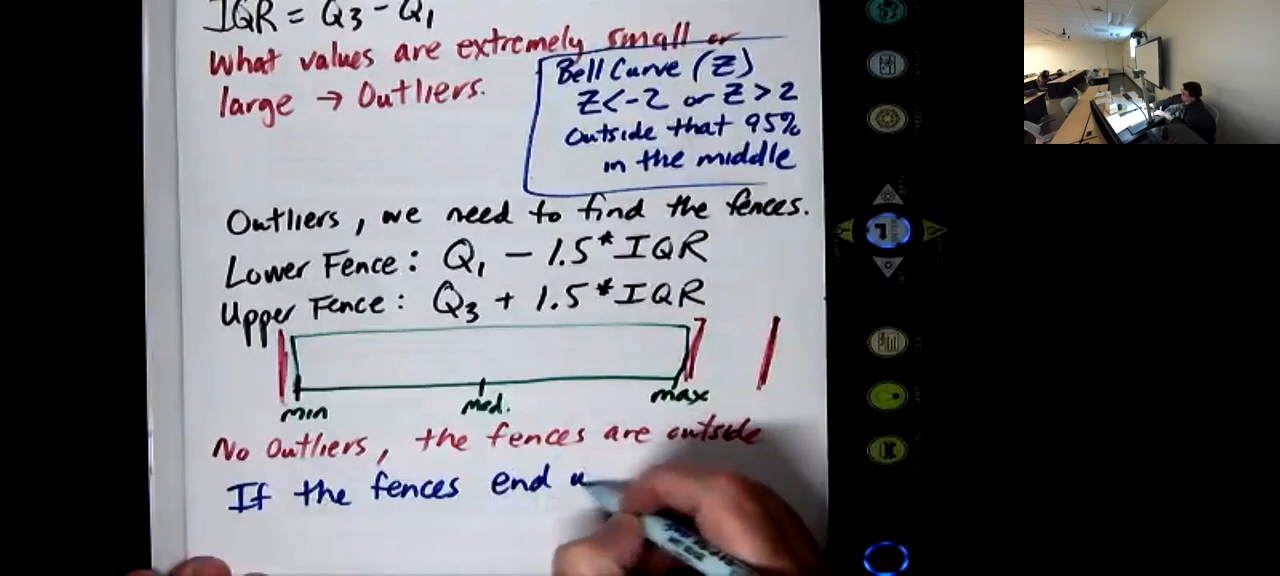 IQR = Q3 - Q1
What values are extremely small or
large → Outliers.
Bell Curve (Z)
Z<-2 or Z>2
Outside that 95%
in the middle
Outliers, we need to find the fences.
Lower Fence: Q1 - 1.5*IQR
Upper Fence: Q3 + 1.5*IQR
min med. max
No Outliers, the fences are outside
If the fences end